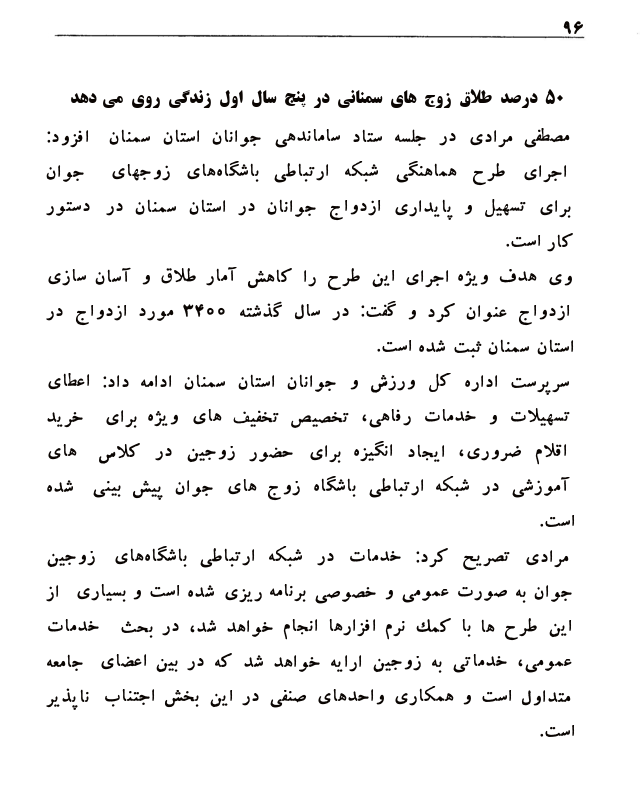 ۹۶
۵۰ درصد طلاق زوج های سمنانی در پنج سال اول زندگی روی می دهد
مصطفی مرادی در جلسه ستاد ساماندهی جوانان استان سمنان افزود:
اجرای طرح هماهنگی شبکه ارتباطی باشگاه‌های زوجهای جوان
برای تسهیل و پایداری ازدواج جوانان در استان سمنان در دستور
کار است.
وی هدف ویژه اجرای این طرح را کاهش آمار طلاق و آسان سازی
ازدواج عنوان کرد و گفت: در سال گذشته ۳۴۰۰ مورد ازدواج در
استان سمنان ثبت شده است.
سرپرست اداره کل ورزش و جوانان استان سمنان ادامه داد: اعطای
تسهیلات و خدمات رفاهی، تخصیص تخفیف های ویژه برای خرید
اقلام ضروری، ایجاد انگیزه برای حضور زوجین در کلاس های
آموزشی در شبکه ارتباطی باشگاه زوج های جوان پیش بینی شده
است.
مرادی تصریح کرد: خدمات در شبکه ارتباطی باشگاه‌های زوجین
جوان به صورت عمومی و خصوصی برنامه ریزی شده است و بسیاری از
این طرح ها با کمك نرم افزارها انجام خواهد شد، در بحث خدمات
عمومی، خدماتی به زوجین ارایه خواهد شد که در بین اعضای جامعه
متداول است و همکاری واحدهای صنفی در این بخش اجتناب ناپذیر
است.